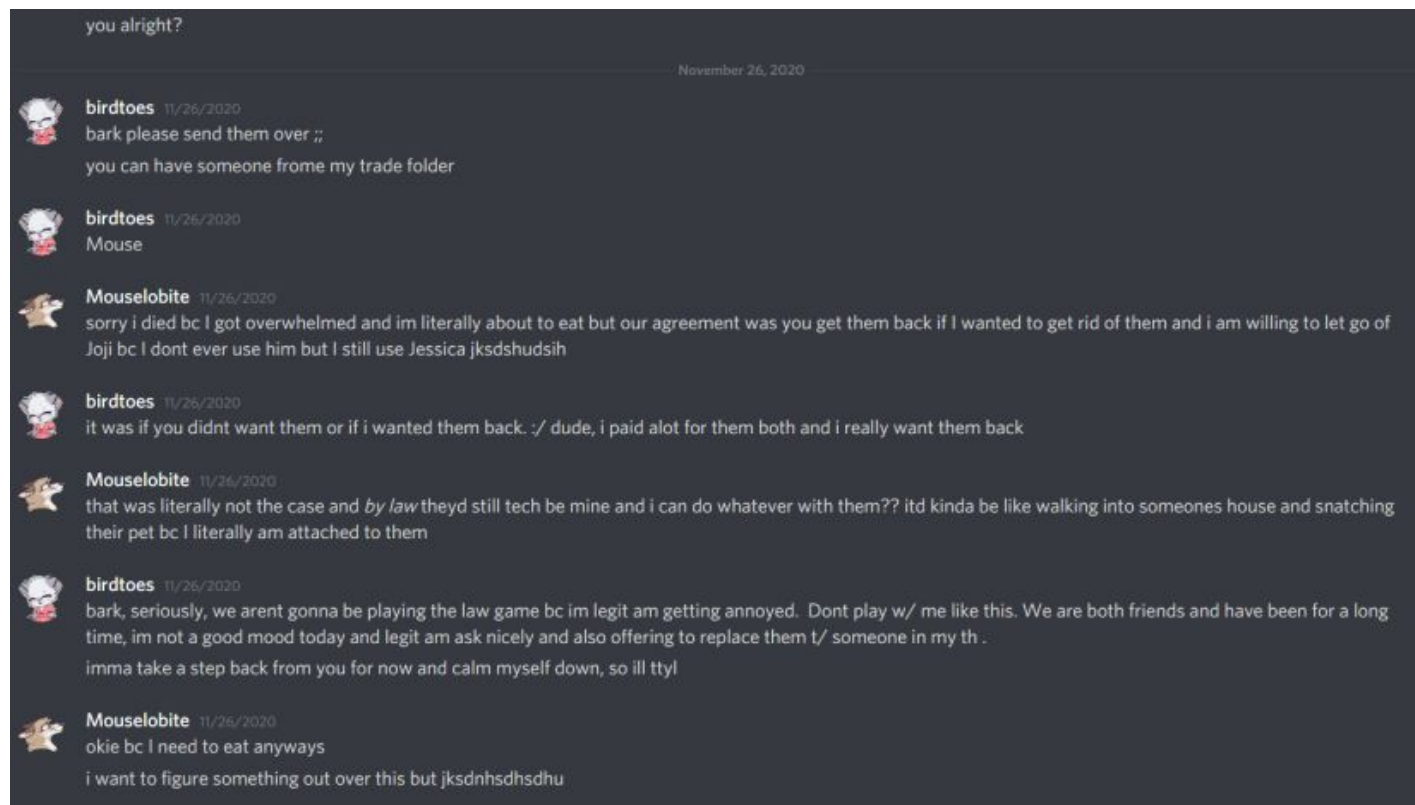 you alright?
November 26, 2020
birdtoes 11/26/2020
bark please send them over ;;
you can have someone frome my trade folder
birdtoes 11/26/2020
Mouse
Mouselobite 11/26/2020
sorry i died bc I got overwhelmed and im literally about to eat but our agreement was you get them back if I wanted to get rid of them and i am willing to let go of
Joji bc I dont ever use him but I still use Jessica jksdshudsih
birdtoes 11/26/2020
it was if you didnt want them or if i wanted them back. :/ dude, i paid alot for them both and i really want them back
Mouselobite 11/26/2020
that was literally not the case and by law theyd still tech be mine and i can do whatever with them?? itd kinda be like walking into someones house and snatching
their pet bc I literally am attached to them
birdtoes 11/26/2020
bark, seriously, we arent gonna be playing the law game bc im legit am getting annoyed. Dont play w/ me like this. We are both friends and have been for a long
time, im not a good mood today and legit am ask nicely and also offering to replace them t/ someone in my th .
imma take a step back from you for now and calm myself down, so ill ttyl
Mouselobite 11/26/2020
okie bc I need to eat anyways
i want to figure something out over this but jksdnhsdhsdhu